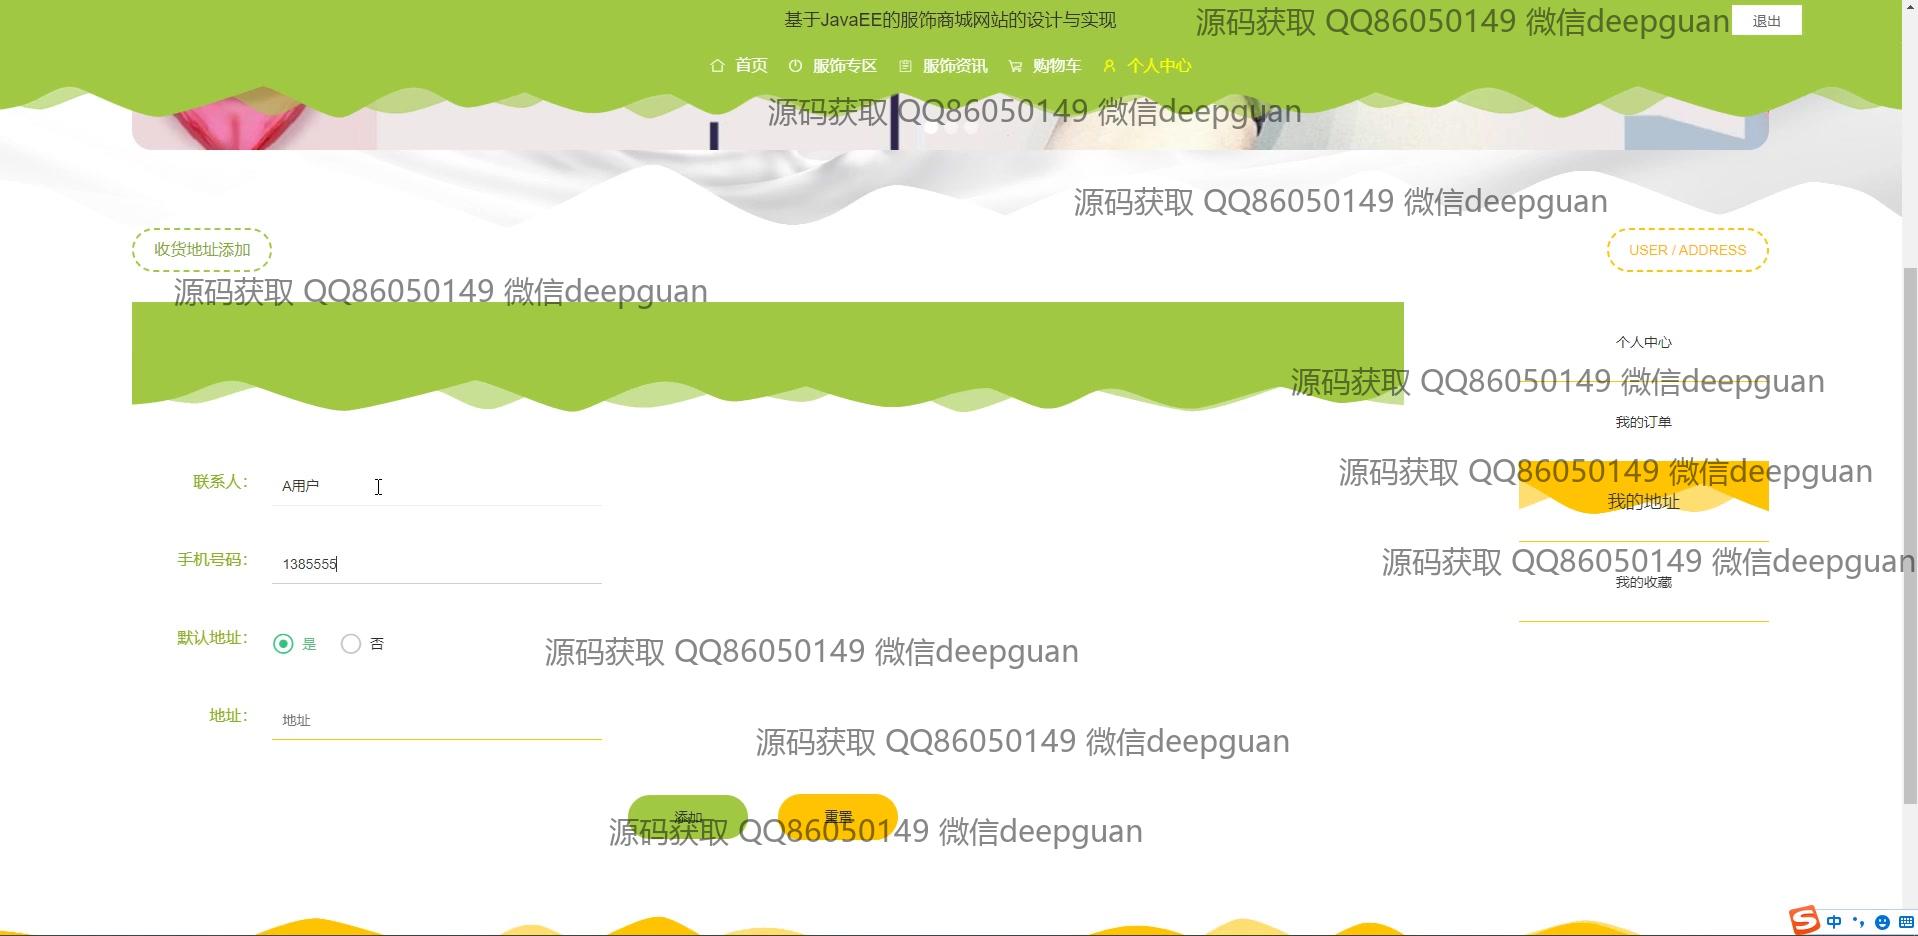 基于JavaEE的服饰商城网站的设计与实现
源码获取 QQ86050149 微信deepguan
退出
首页
服饰专区
服饰资讯
购物车
个人中心
源码获取 QQ86050149 微信deepguan
源码获取 QQ86050149 微信deepguan
收货地址添加
USER / ADDRESS
源码获取 QQ86050149 微信deepguan
个人中心
源码获取 QQ86050149 微信deepguan
我的订单
源码获取 QQ86050149 微信deepguan
联系人：
A用户
我的地址
手机号码：
1385555
源码获取 QQ86050149 微信deepguan
我的收藏
默认地址：
是
否
源码获取 QQ86050149 微信deepguan
地址：
地址
源码获取 QQ86050149 微信deepguan
添加
重置
源码获取 QQ86050149 微信deepguan
中